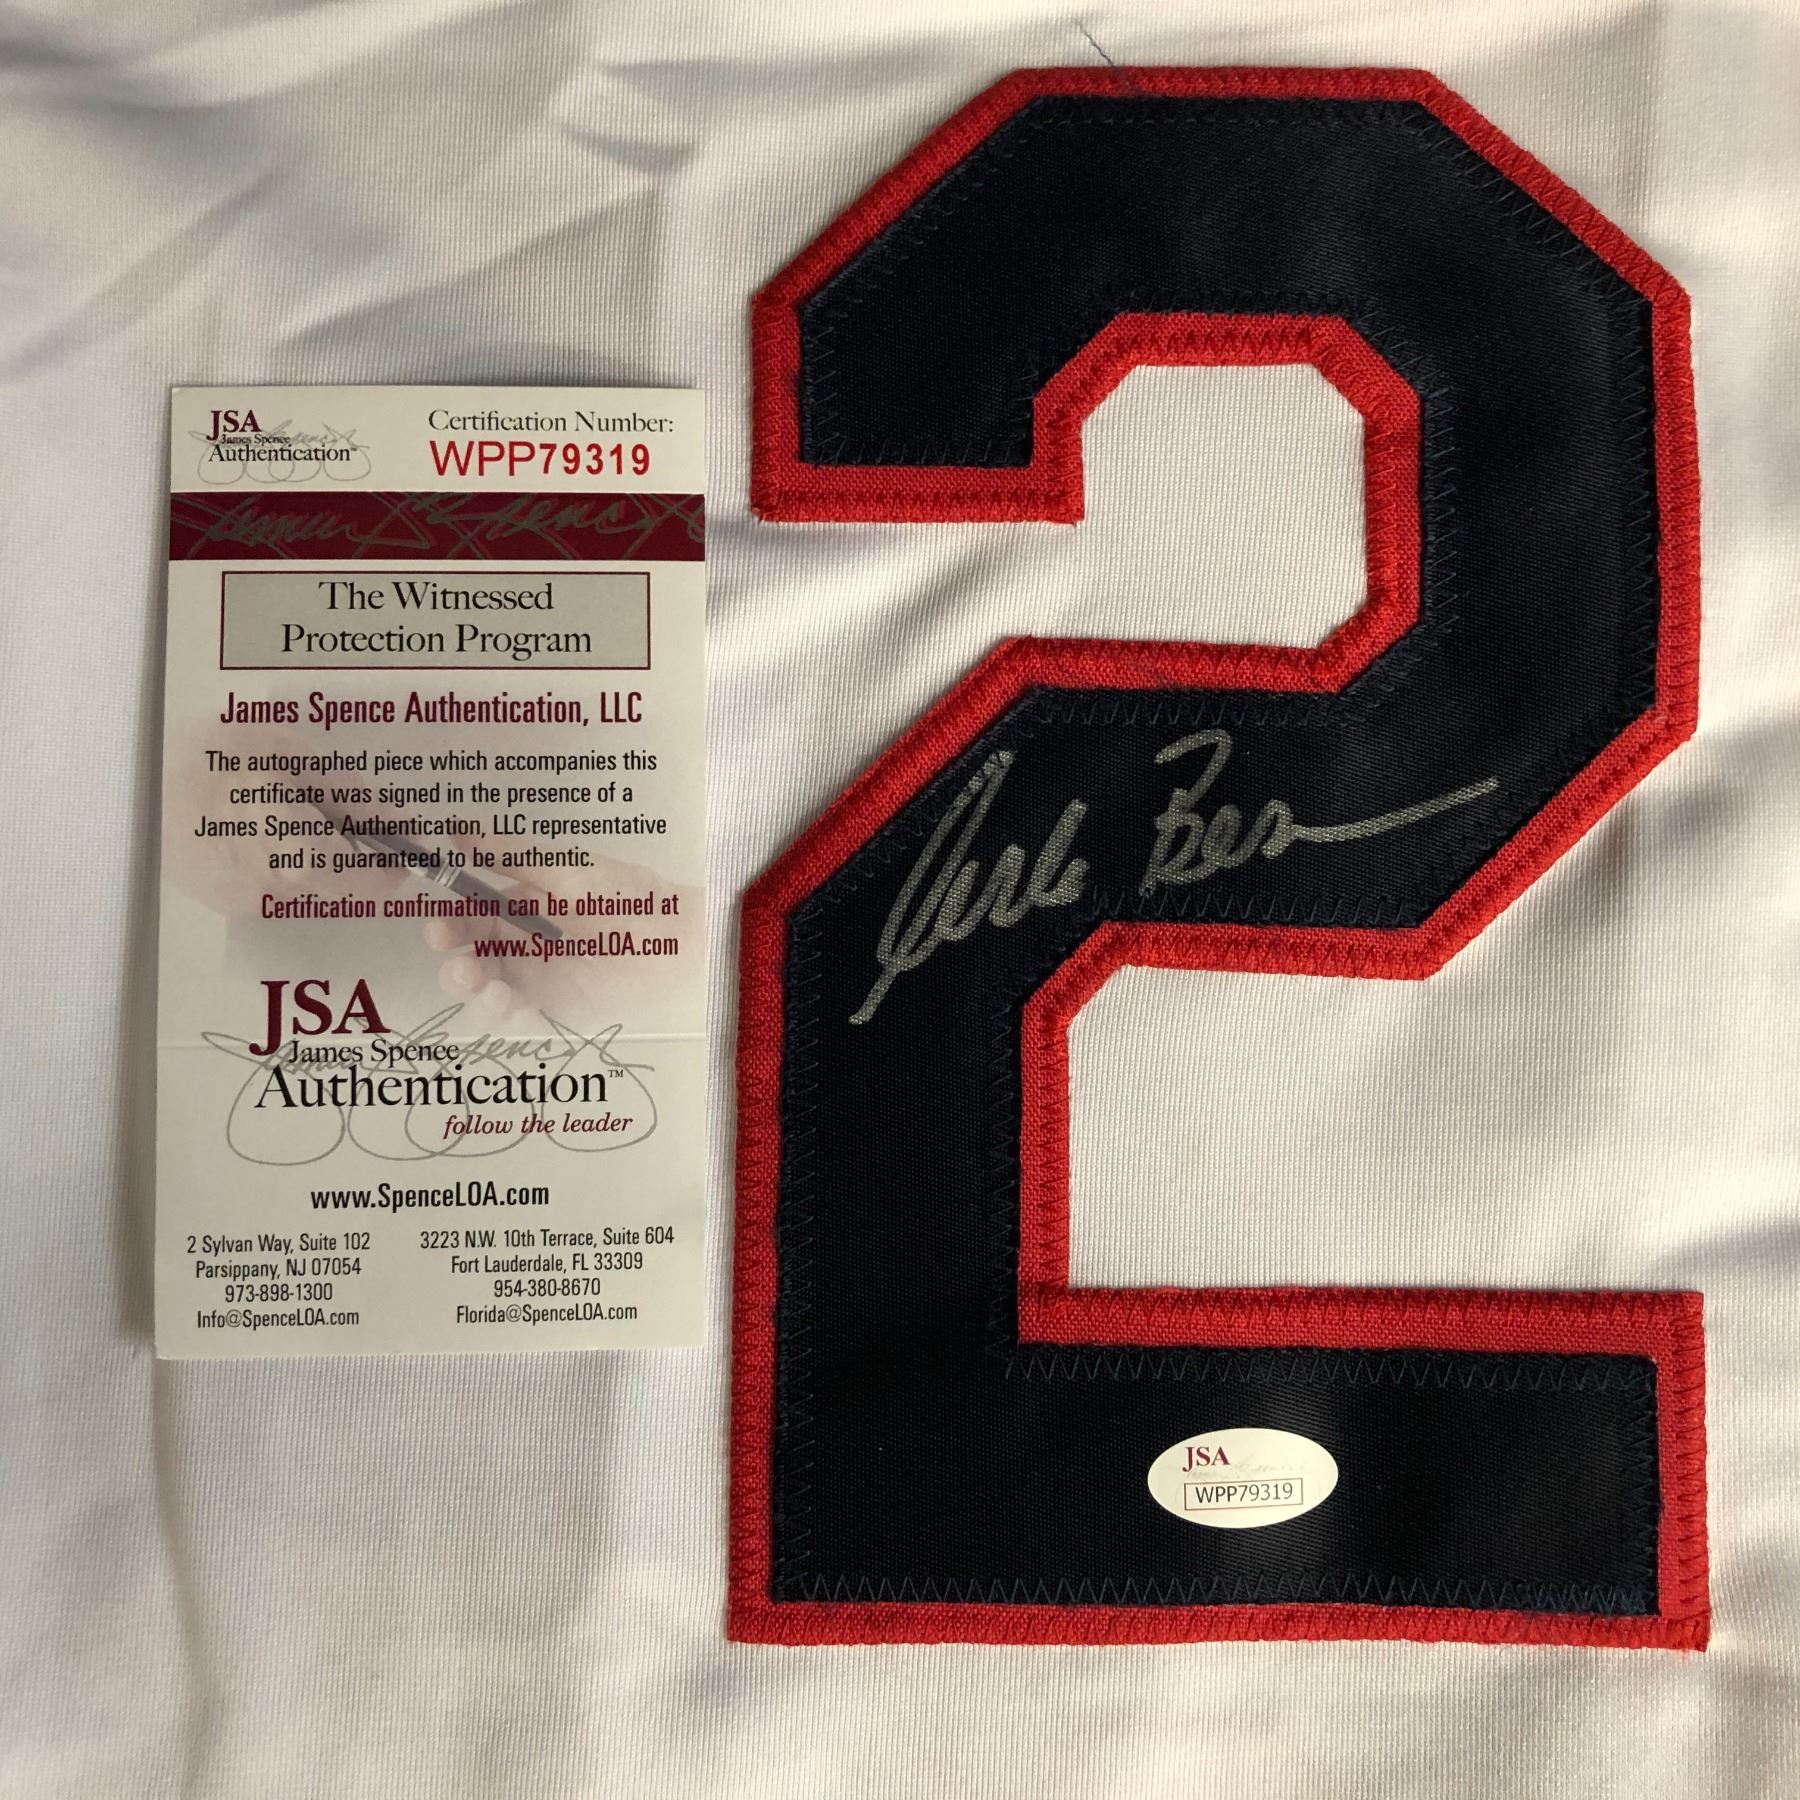 JSA
James Spence
Authentication™
Certification Number:
WPP79319
The Witnessed
Protection Program
James Spence Authentication, LLC
The autographed piece which accompanies this
certificate was signed in the presence of a
James Spence Authentication, LLC representative
and is guaranteed to be authentic.
Certification confirmation can be obtained at
www.SpenceLOA.com
JSA
James Spence
Authentication™
follow the leader
www.SpenceLOA.com
2 Sylvan Way, Suite 102
Parsippany, NJ 07054
973-898-1300
Info@SpenceLOA.com
3223 N.W. 10th Terrace, Suite 604
Fort Lauderdale, FL 33309
954-380-8670
Florida@SpenceLOA.com
2
JSA
WPP79319